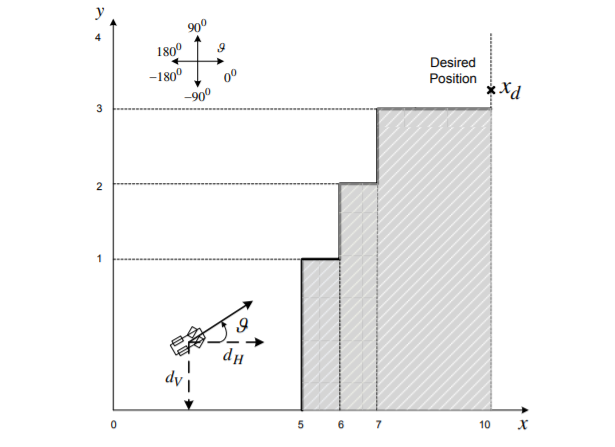 y
4
90⁰
180⁰ 𝜗
−180⁰ 0⁰
−90⁰
Desired
Position
x_d
3
2
1
𝜗
d_H
d_V
0 5 6 7 10 x